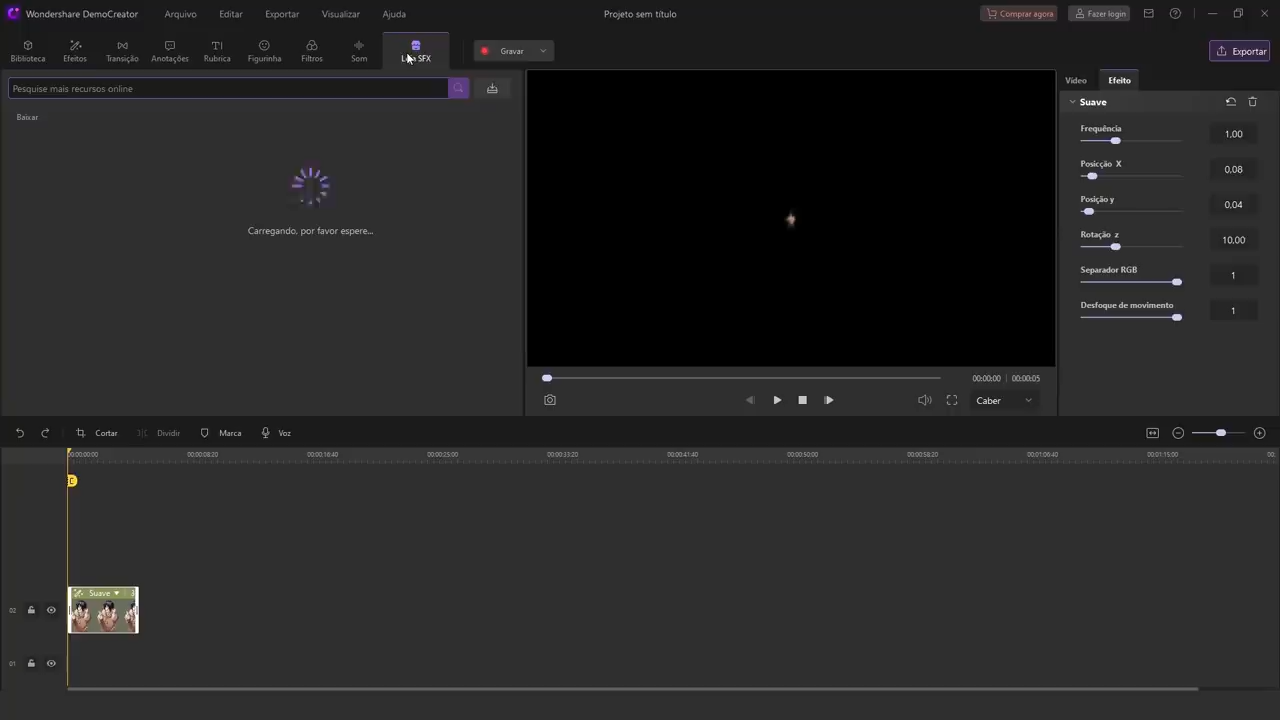 Wondershare DemoCreator
Arquivo
Editar
Exportar
Visualizar
Ajuda
Projeto sem título
Comprar agora
Fazer login
Biblioteca
Efeitos
Transição
Anotações
Rubrica
Figurinha
Filtros
Som
SFX
Gravar
Exportar
Pesquise mais recursos online
Baixar
Carregando, por favor espere...
Vídeo
Efeito
Suave
Frequência
1,00
Posicção X
0,08
Posição y
0,04
Rotação z
10,00
Separador RGB
1
Desfoque de movimento
1
00:00:00 | 00:00:05
Caber
Cortar
Dividir
Marca
Voz
00:00:00:00
00:00:08:20
00:00:16:40
00:00:25:00
00:00:33:20
00:00:41:40
00:00:50:00
00:00:58:20
00:01:06:40
00:01:15:00
02
Suave
01